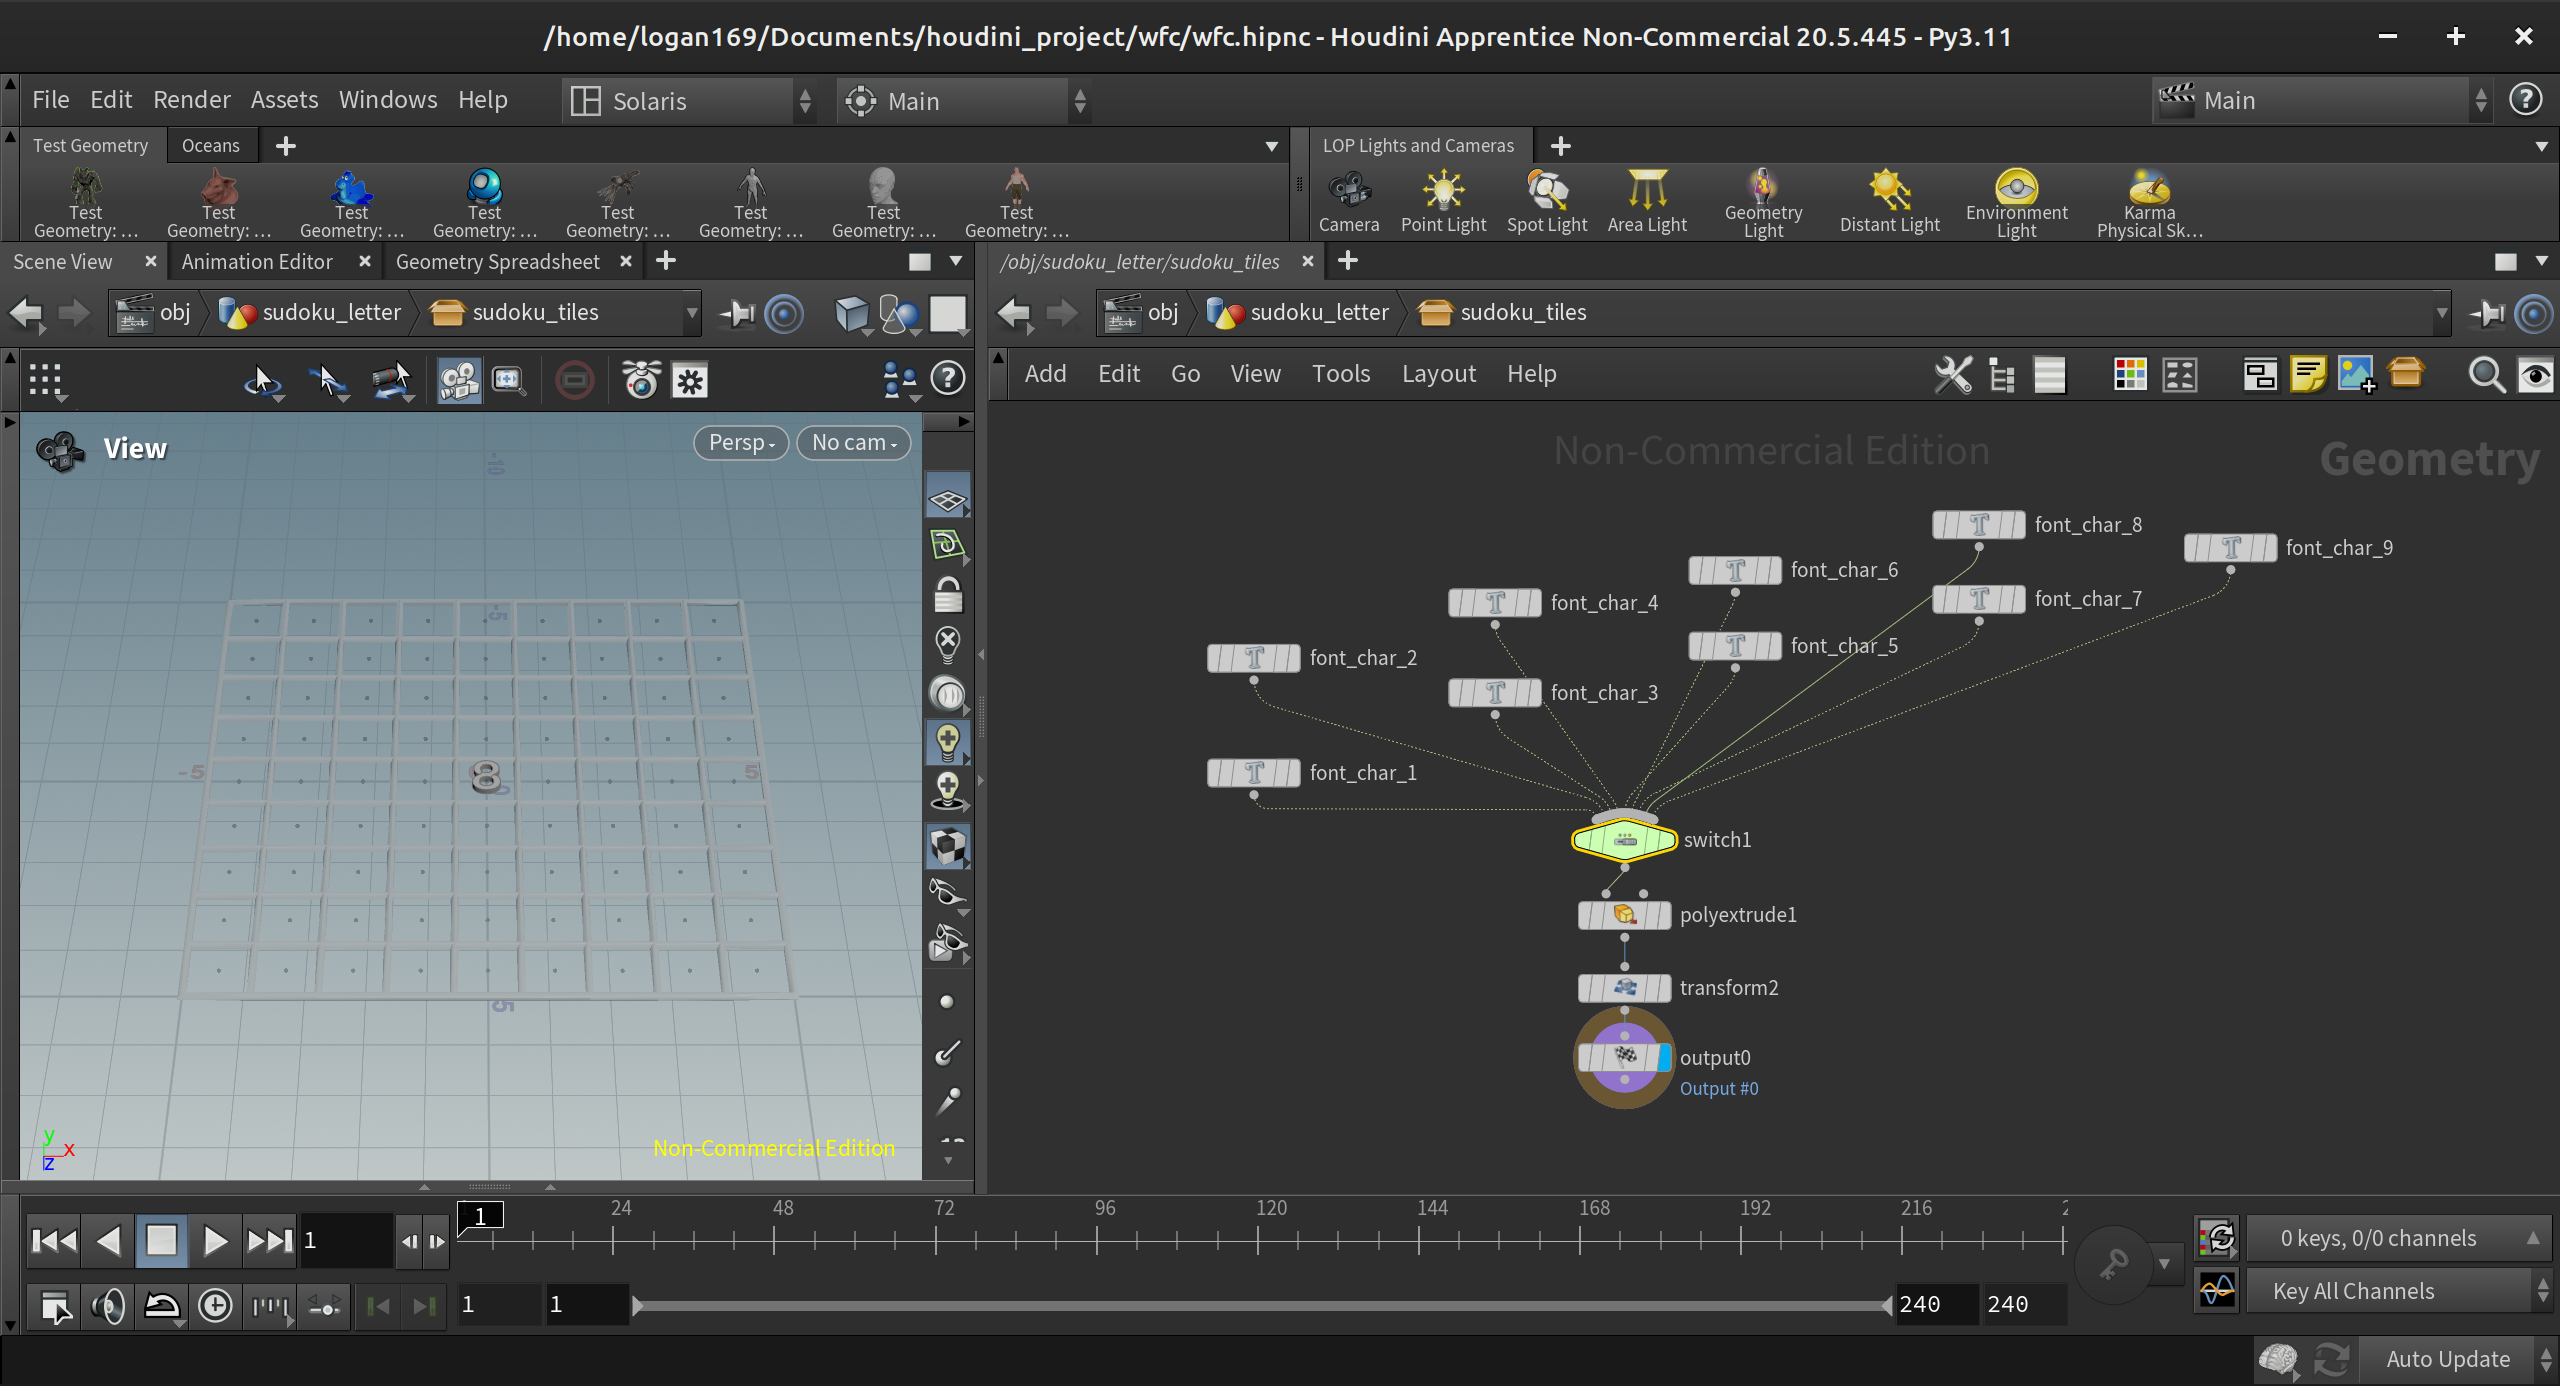 /home/logan169/Documents/houdini_project/wfc/wfc.hipnc - Houdini Apprentice Non-Commercial 20.5.445 - Py3.11
File Edit Render Assets Windows Help Solaris Main Main
Test Geometry Oceans LOP Lights and Cameras
Test Geometry: ...
Test Geometry: ...
Test Geometry: ...
Test Geometry: ...
Test Geometry: ...
Test Geometry: ...
Test Geometry: ...
Test Geometry: ...
Camera
Point Light
Spot Light
Area Light
Geometry Light
Distant Light
Environment Light
Karma Physical Sk...
Scene View Animation Editor Geometry Spreadsheet
/obj/sudoku_letter/sudoku_tiles
obj sudoku_letter sudoku_tiles
obj sudoku_letter sudoku_tiles
Add Edit Go View Tools Layout Help
View
Persp No cam
-5
8
5
5
y
x
z
Non-Commercial Edition
Non-Commercial Edition
Geometry
font_char_8
font_char_9
font_char_6
font_char_4
font_char_7
font_char_5
font_char_2
font_char_3
font_char_1
switch1
polyextrude1
transform2
output0
Output #0
1 24 48 72 96 120 144 168 192 216
1
0 keys, 0/0 channels
Key All Channels
1 1 240 240
Auto Update